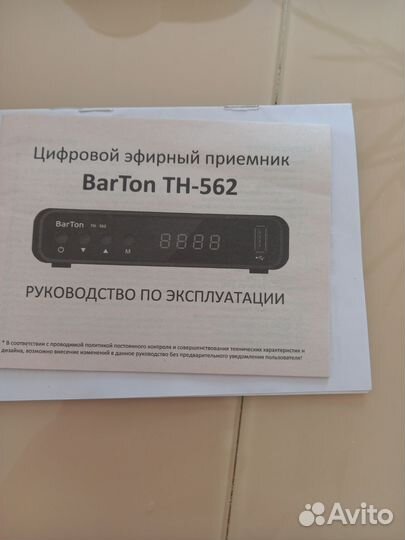 Цифровой эфирный приемник
BarTon TH-562
BarTon TH-562
8888
M
РУКОВОДСТВО ПО ЭКСПЛУАТАЦИИ
* В соответствии с проводимой политикой постоянного контроля и совершенствования технических характеристик и
дизайна, возможно внесение изменений в данное руководство без предварительного уведомления пользователя!
Avito